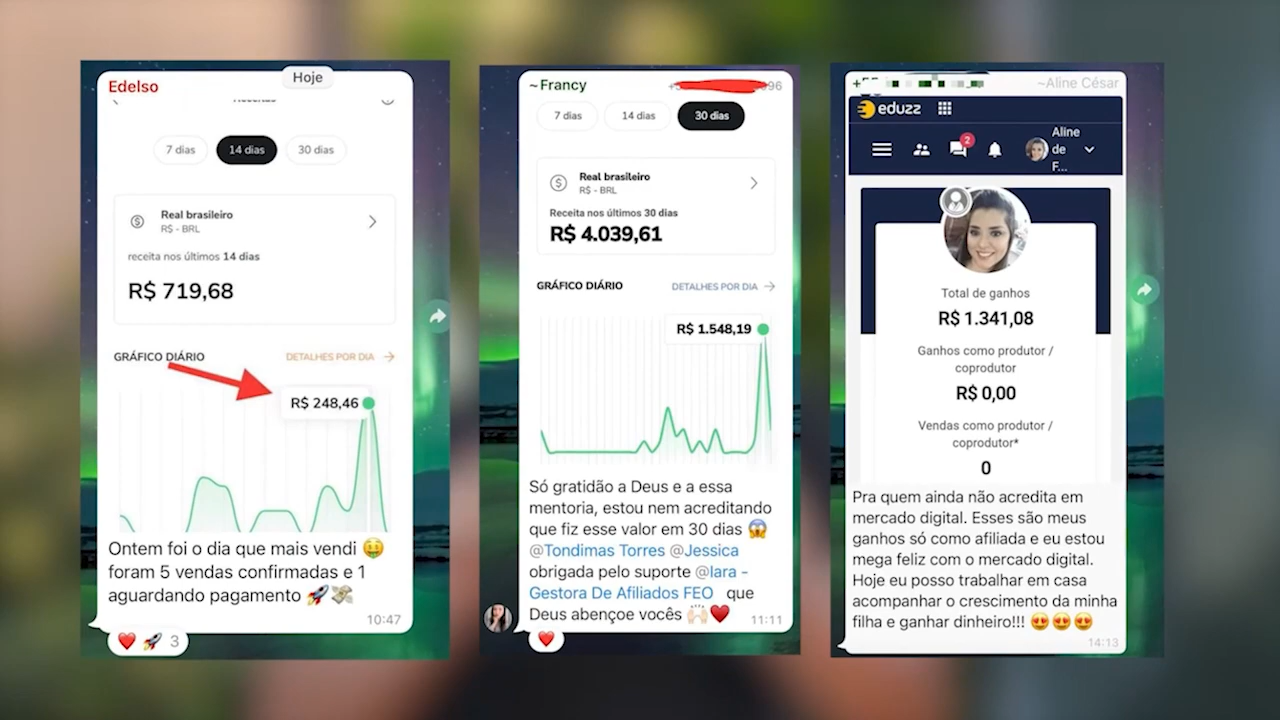 Edelso
Hoje
7 dias
14 dias
30 dias
Real brasileiro
R$ - BRL
receita nos últimos 14 dias
R$ 719,68
GRÁFICO DIÁRIO
DETALHES POR DIA
R$ 248,46
Ontem foi o dia que mais vendi 🤑
foram 5 vendas confirmadas e 1
aguardando pagamento 🚀💸
10:47
❤️ 🚀 3
~Francy
96
7 dias
14 dias
30 dias
Real brasileiro
R$ - BRL
Receita nos últimos 30 dias
R$ 4.039,61
GRÁFICO DIÁRIO
DETALHES POR DIA
R$ 1.548,19
Só gratidão a Deus e a essa
mentoria, estou nem acreditando
que fiz esse valor em 30 dias 😱
@Tondimas Torres @Jessica
obrigada pelo suporte @Iara -
Gestora De Afiliados FEO que
Deus abençoe vocês 🙌🏻❤️
11:11
~Aline César
eduzz
2
Aline
de
F...
Total de ganhos
R$ 1.341,08
Ganhos como produtor /
coprodutor
R$ 0,00
Vendas como produtor /
coprodutor*
0
Pra quem ainda não acredita em
mercado digital. Esses são meus
ganhos só como afiliada e eu estou
mega feliz com o mercado digital.
Hoje eu posso trabalhar em casa
acompanhar o crescimento da minha
filha e ganhar dinheiro!!! 😍😍😍
14:13